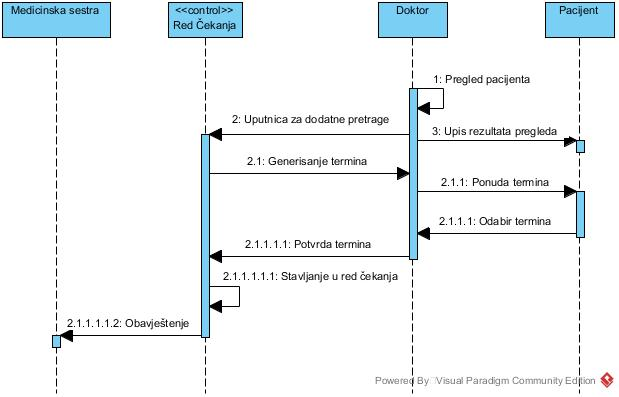 Medicinska sestra
<<control>>
Red Čekanja
Doktor
Pacijent
1: Pregled pacijenta
2: Uputnica za dodatne pretrage
3: Upis rezultata pregleda
2.1: Generisanje termina
2.1.1: Ponuda termina
2.1.1.1: Odabir termina
2.1.1.1.1: Potvrda termina
2.1.1.1.1.1: Stavljanje u red čekanja
2.1.1.1.1.2: Obavještenje
Powered By Visual Paradigm Community Edition